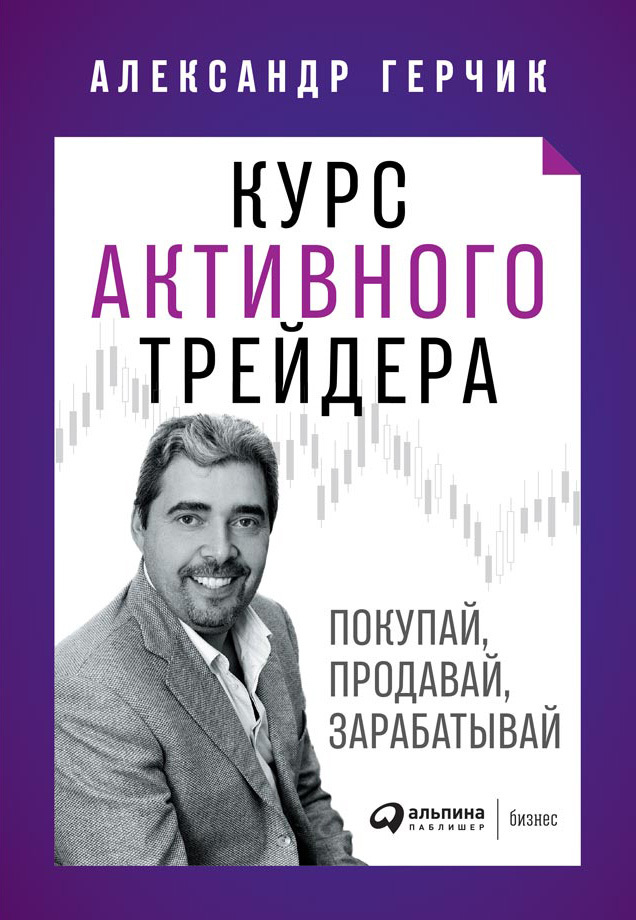 АЛЕКСАНДР ГЕРЧИК
КУРС
АКТИВНОГО
ТРЕЙДЕРА
ПОКУПАЙ,
ПРОДАВАЙ,
ЗАРАБАТЫВАЙ
альпина
ПАБЛИШЕР
бизнес